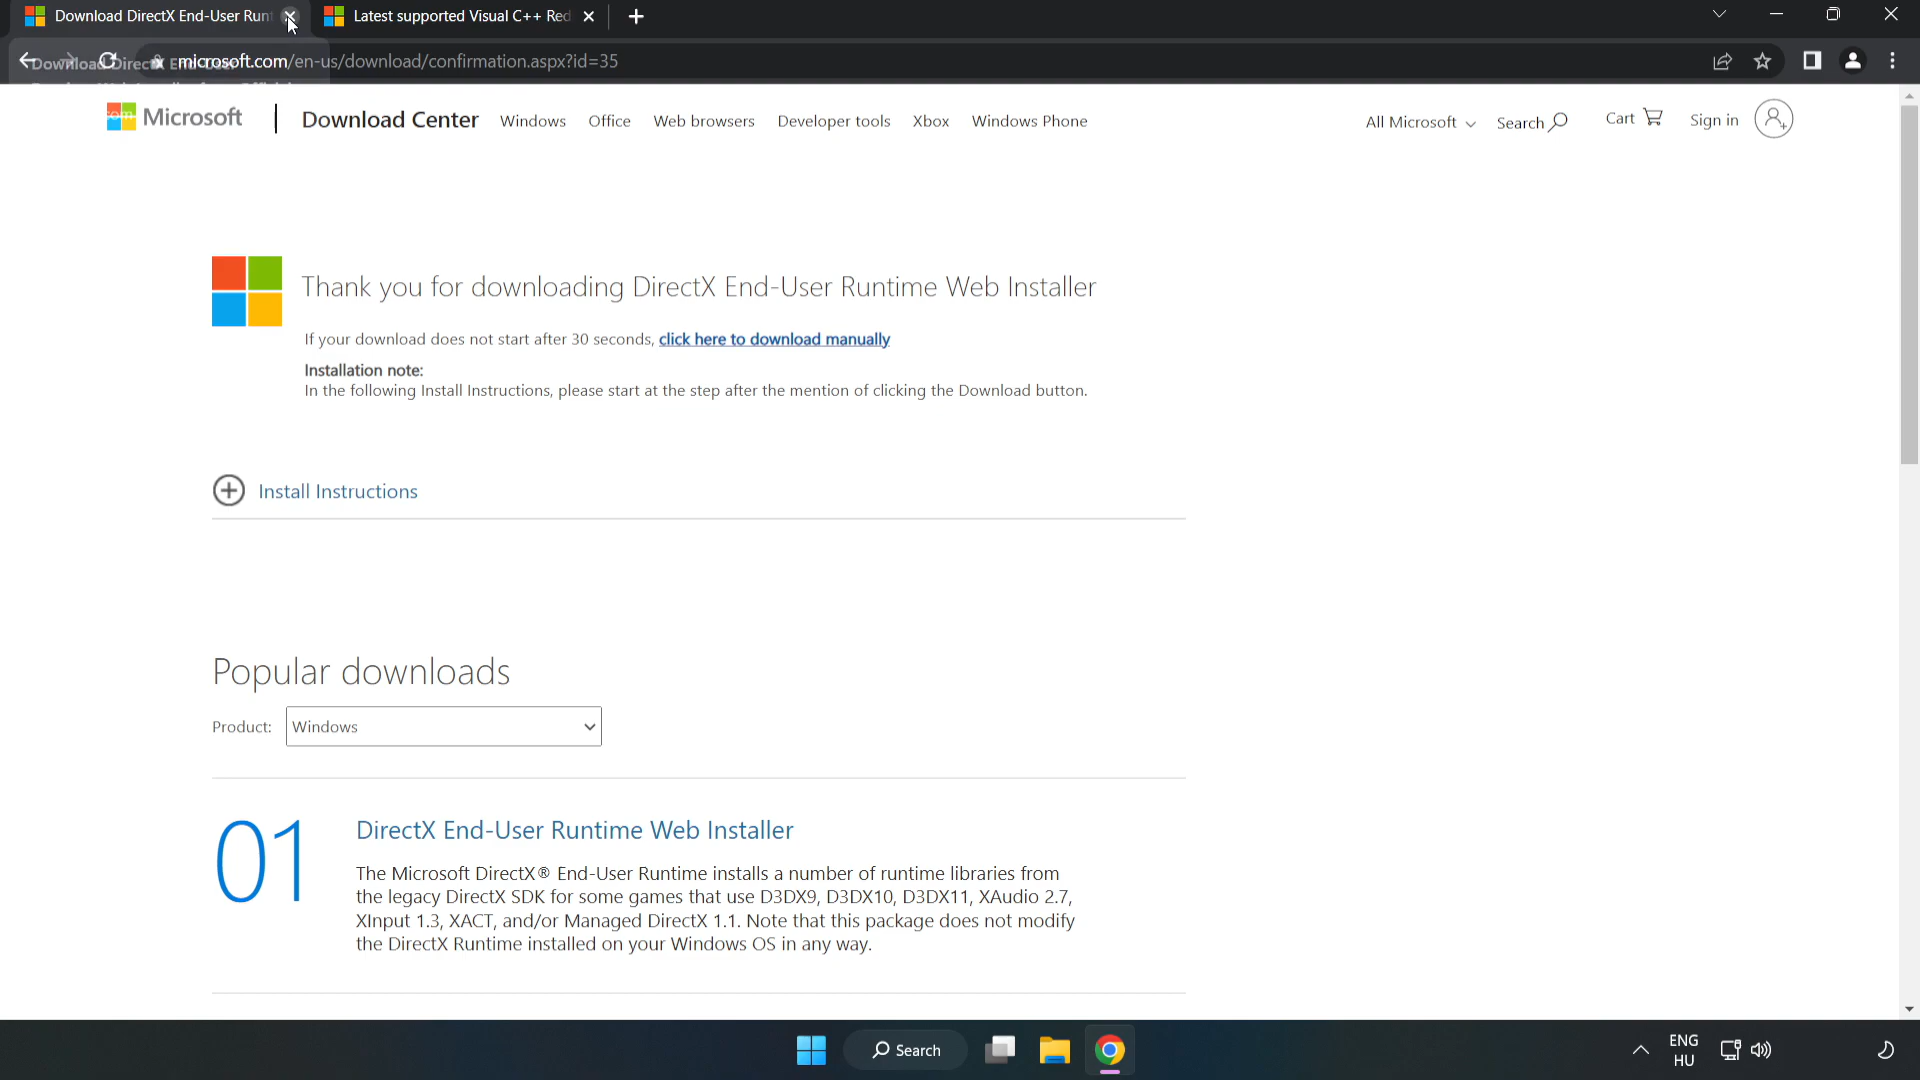 Download DirectX End-User Runt
Latest supported Visual C++ Red
microsoft.com/en-us/download/confirmation.aspx?id=35
Download DirectX End-User
Microsoft
Download Center
Windows
Office
Web browsers
Developer tools
Xbox
Windows Phone
All Microsoft
Search
Cart
Sign in
Thank you for downloading DirectX End-User Runtime Web Installer
If your download does not start after 30 seconds, click here to download manually
Installation note:
In the following Install Instructions, please start at the step after the mention of clicking the Download button.
Install Instructions
Popular downloads
Product: Windows
01
DirectX End-User Runtime Web Installer
The Microsoft DirectX® End-User Runtime installs a number of runtime libraries from
the legacy DirectX SDK for some games that use D3DX9, D3DX10, D3DX11, XAudio 2.7,
XInput 1.3, XACT, and/or Managed DirectX 1.1. Note that this package does not modify
the DirectX Runtime installed on your Windows OS in any way.
Search
ENG
HU